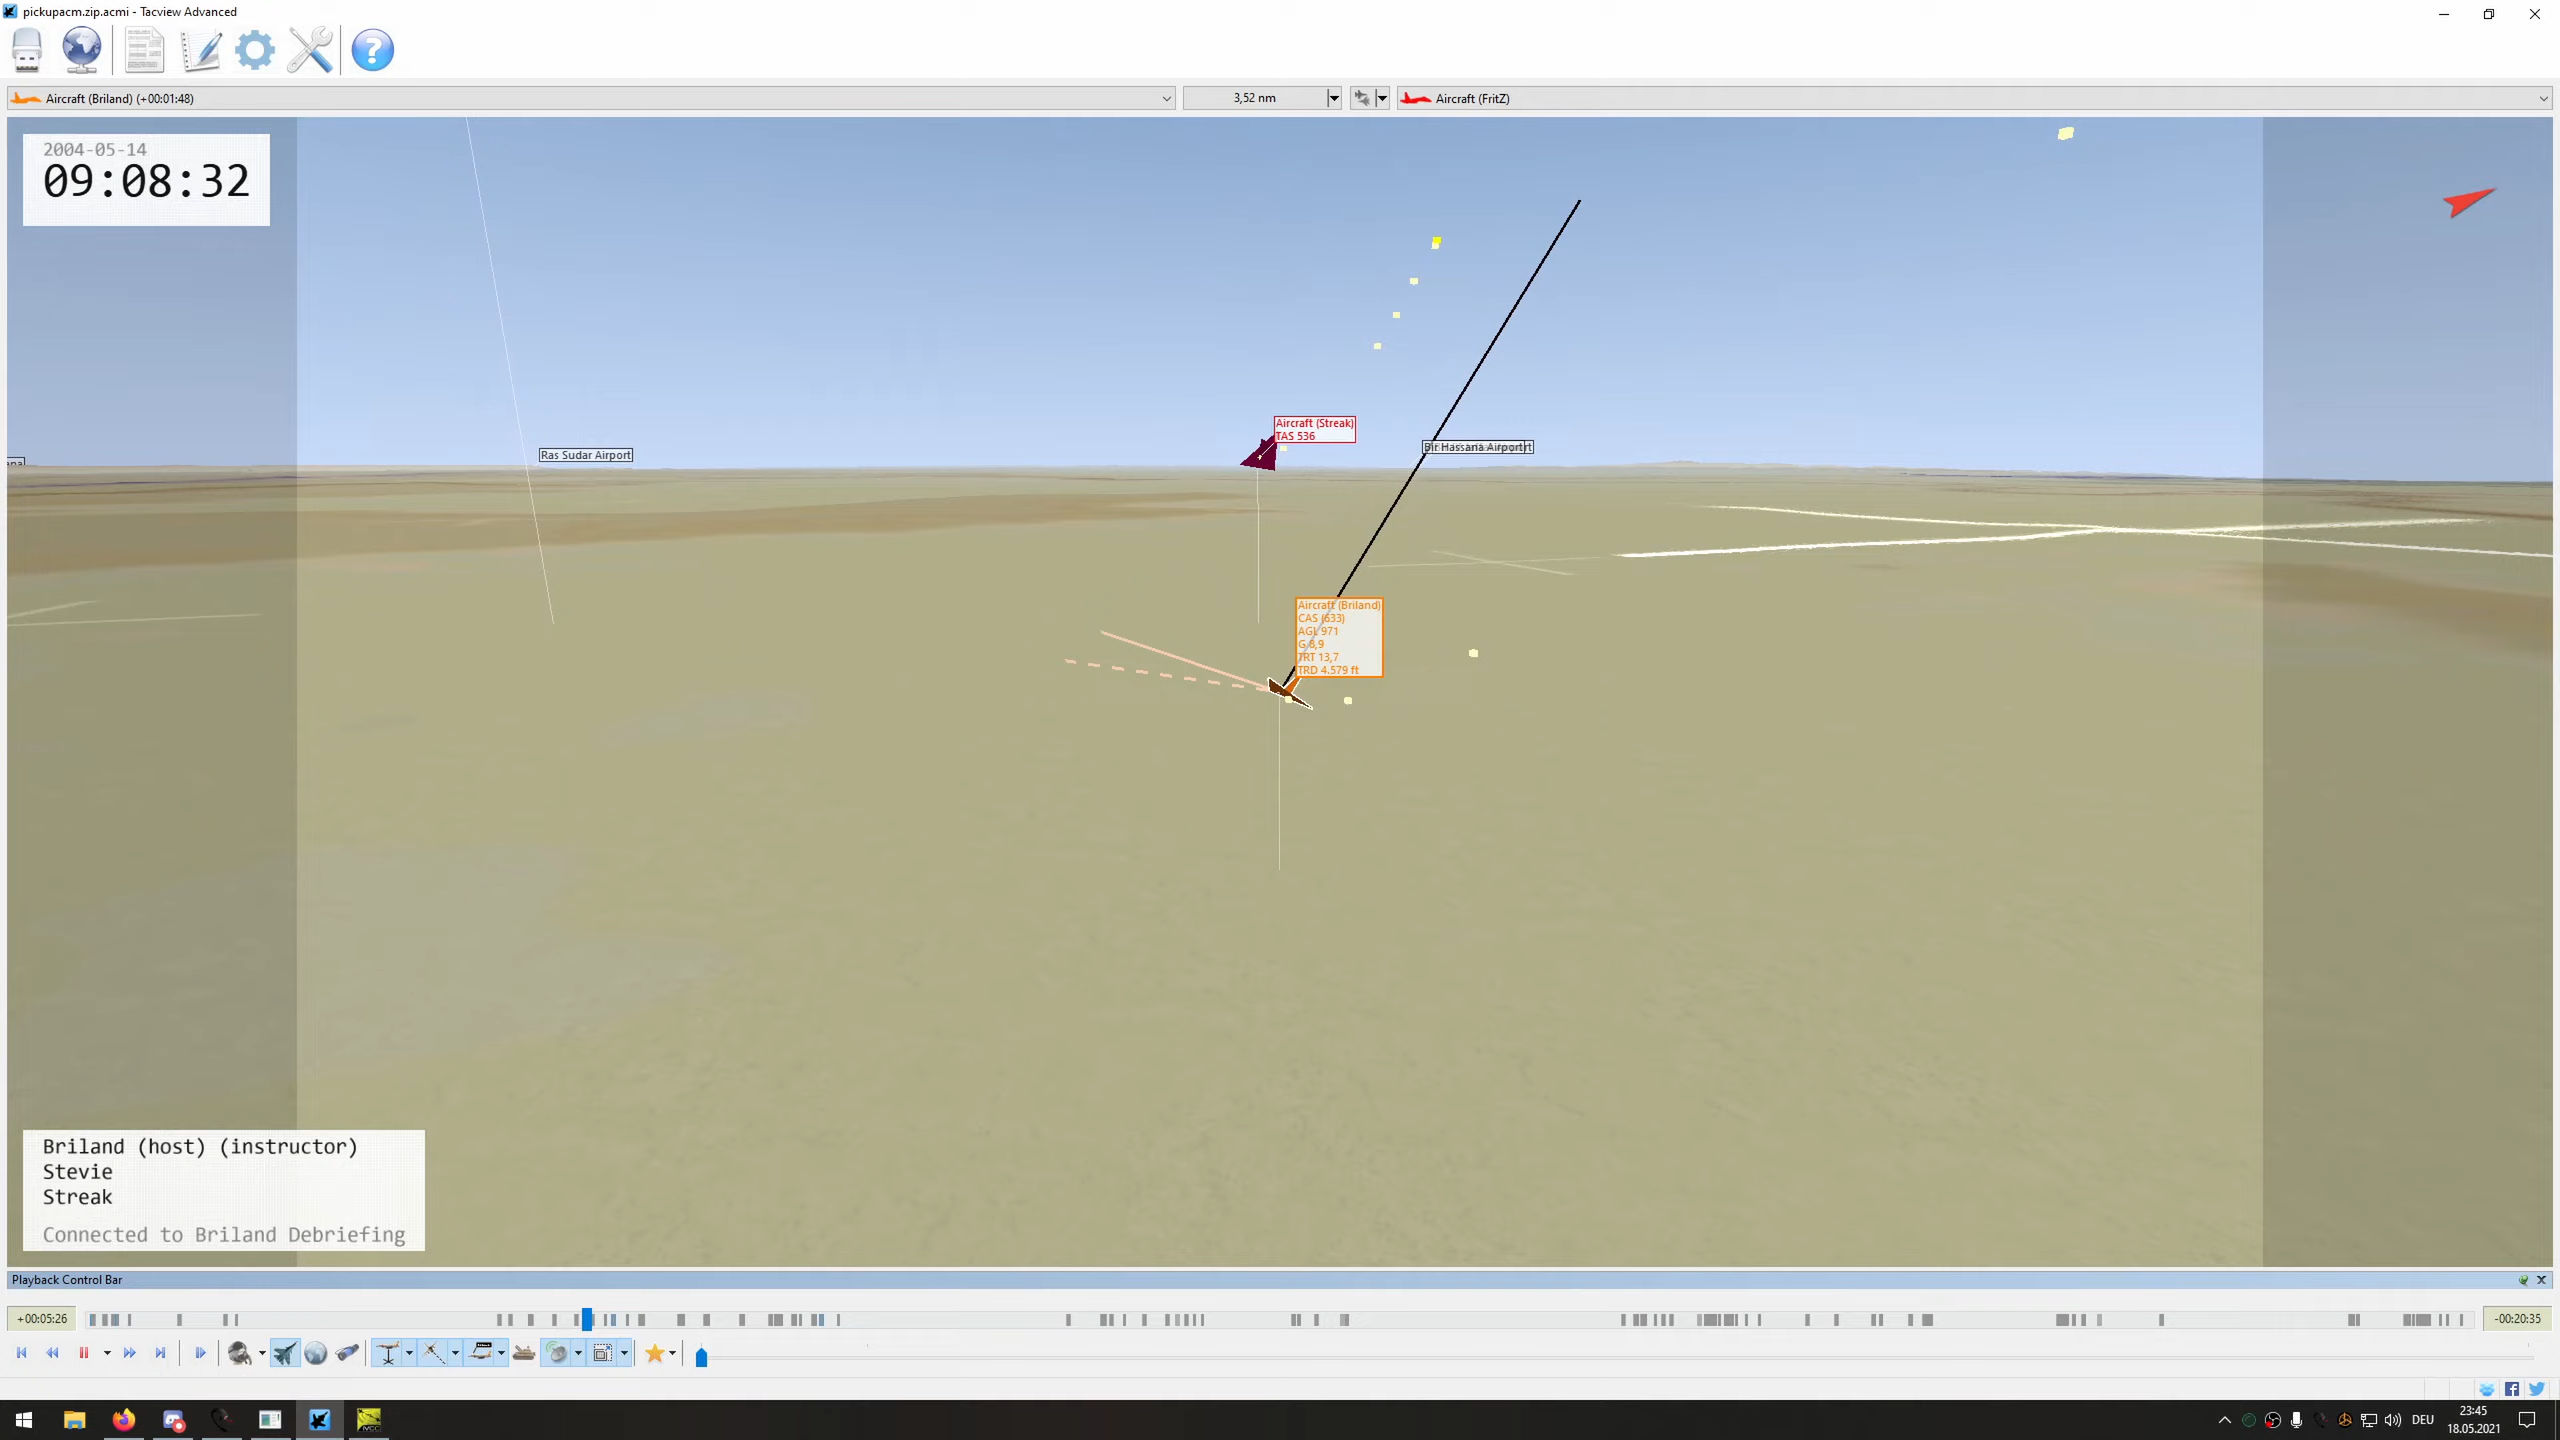 pickupacm.zip.acmi - Tacview Advanced
Aircraft (Briland) (+00:01:48)
3,52 nm
Aircraft (FritZ)
2004-05-14
09:08:32
Aircraft (Streak)
TAS 536
Ras Sudar Airport
Bir Hassana Airport
Aircraft (Briland)
CAS (633)
AGL 971
G 8,9
TRT 13,7
TRD 4.579 ft
Briland (host) (instructor)
Stevie
Streak
Connected to Briland Debriefing
Playback Control Bar
+00:05:26
-00:20:35
DEU
23:45
18.05.2021